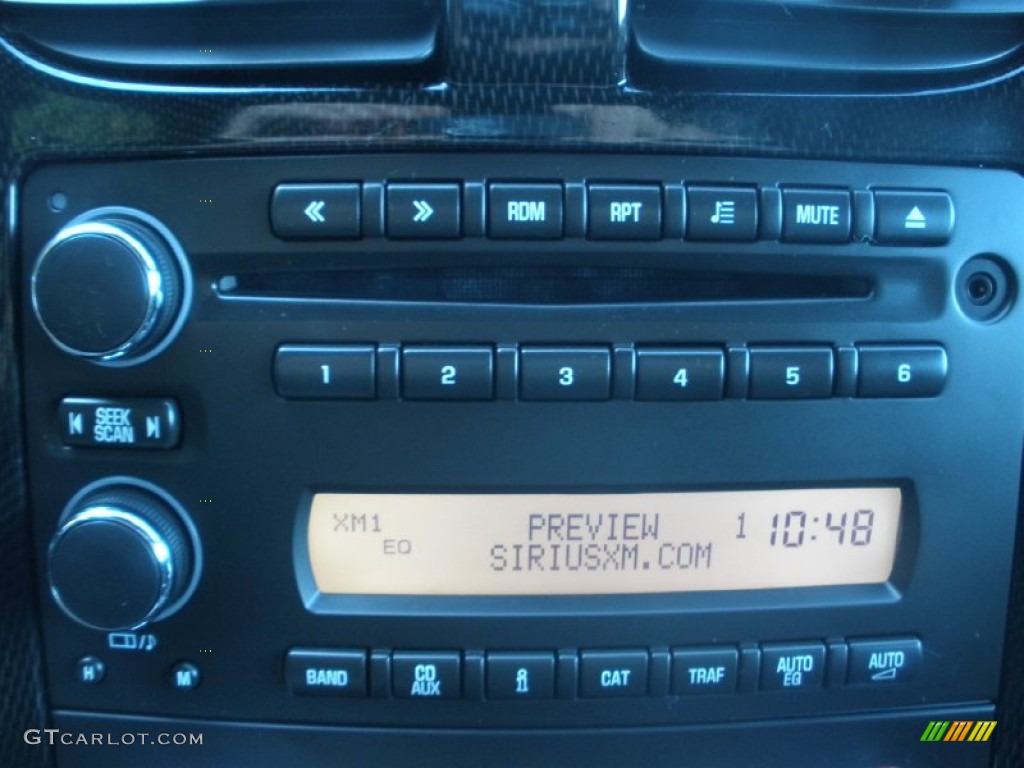 RDM RPT MUTE
1 2 3 4 5 6
SEEK
SCAN
XM1 PREVIEW 1 10:48
EQ SIRIUSXM.COM
H M
BAND CD AUX i CAT TRAF AUTO EQ AUTO
GTCARLOT.COM